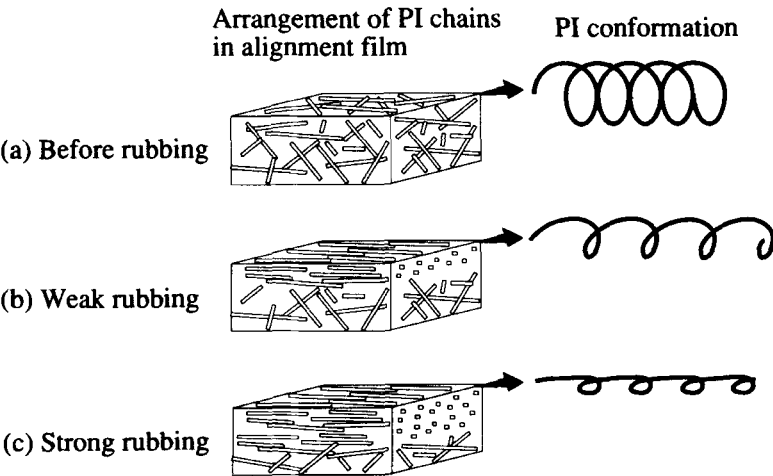 Arrangement of PI chains
in alignment film
PI conformation
(a) Before rubbing
(b) Weak rubbing
(c) Strong rubbing